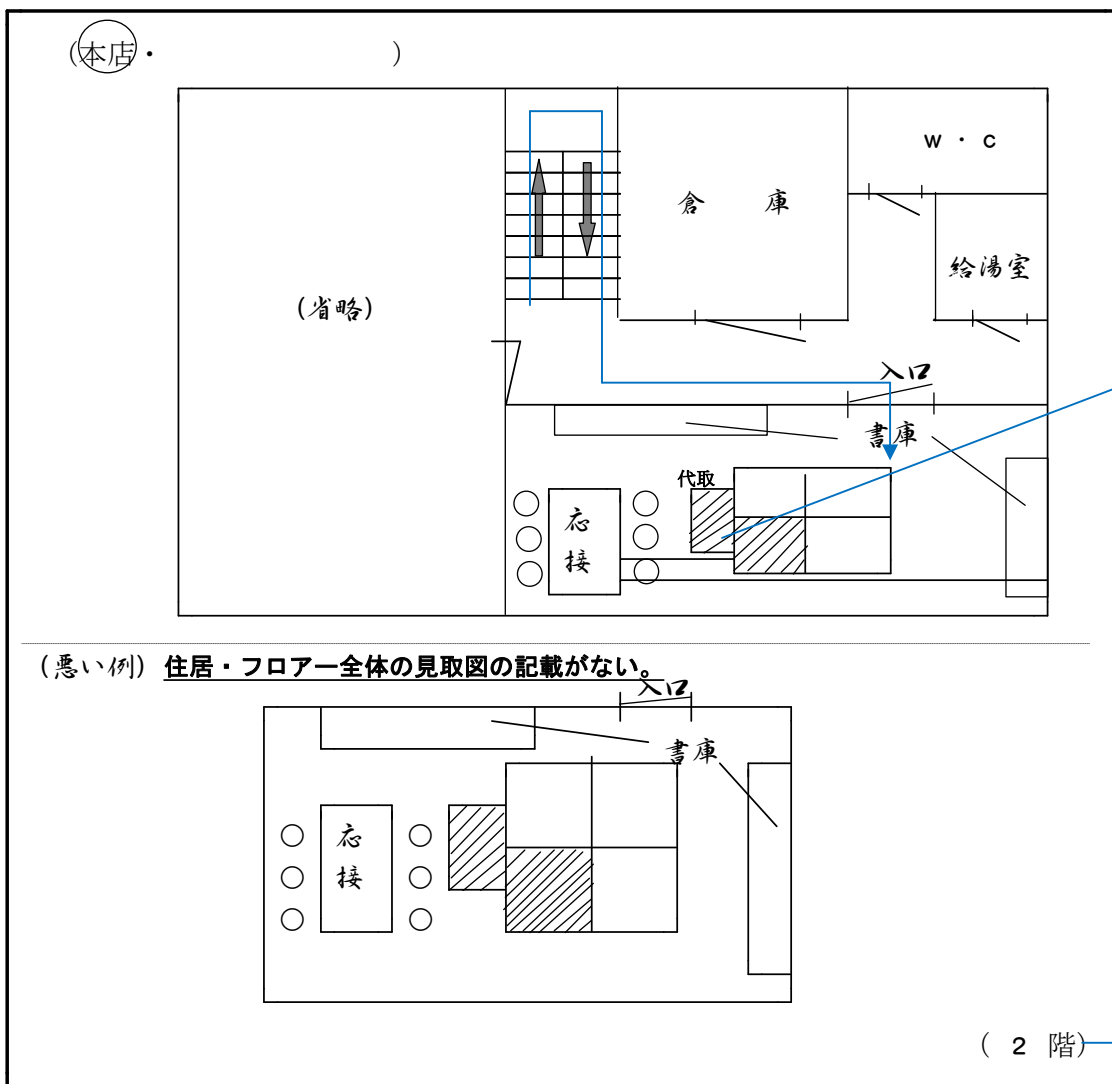 (本店・ )
w・c
倉 庫
給湯室
(省略)
入口
書庫
代取
応
接
(悪い例) 住居・フロアー全体の見取図の記載がない。
入口
書庫
応
接
( 2 階)